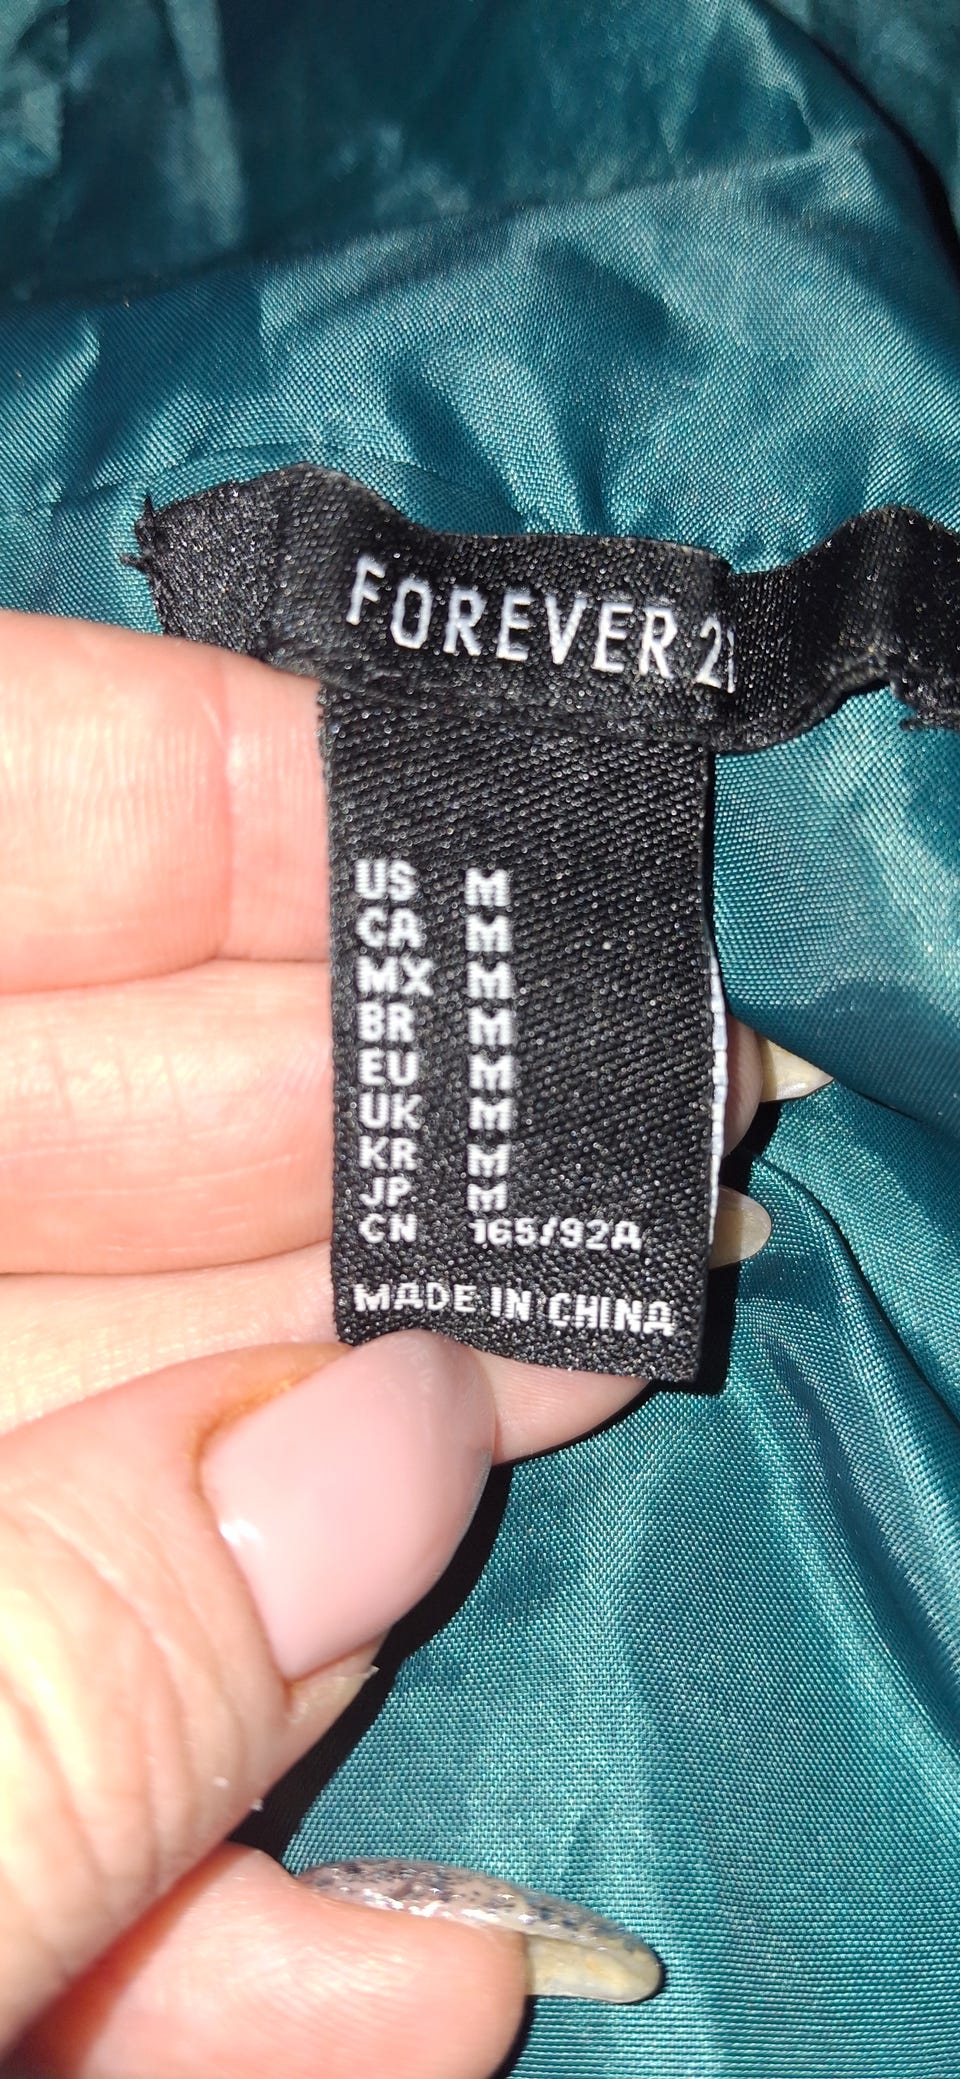 FOREVER 21
US M
CA M
MX M
BR M
EU M
UK M
KR M
JP M
CN 165/92A
MADE IN CHINA